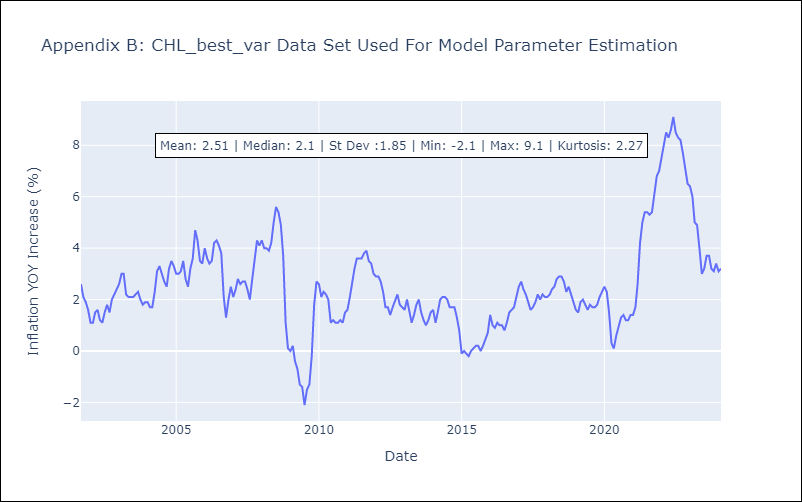 Appendix B: CHL_best_var Data Set Used For Model Parameter Estimation
Mean: 2.51 | Median: 2.1 | St Dev :1.85 | Min: -2.1 | Max: 9.1 | Kurtosis: 2.27
Inflation YOY Increase (%)
8
6
4
2
0
−2
2005
2010
2015
2020
Date